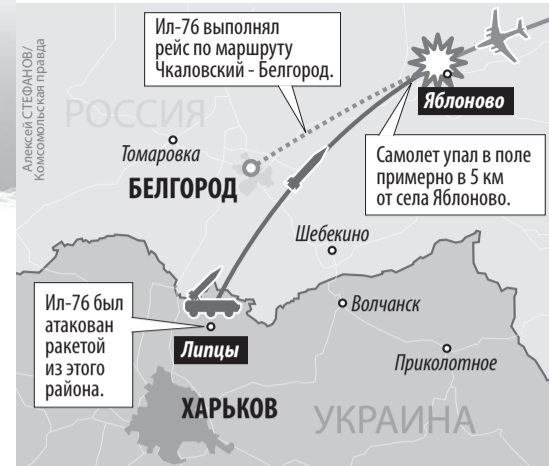 Алексей СТЕФАНОВ/
Комсомольская правда
Ил-76 выполнял
рейс по маршруту
Чкаловский - Белгород.
РОССИЯ
Яблоново
Томаровка
Самолет упал в поле
примерно в 5 км
от села Яблоново.
БЕЛГОРОД
Шебекино
Ил-76 был
атакован
ракетой
из этого
района.
Волчанск
Липцы
Приколотное
ХАРЬКОВ
УКРАИНА